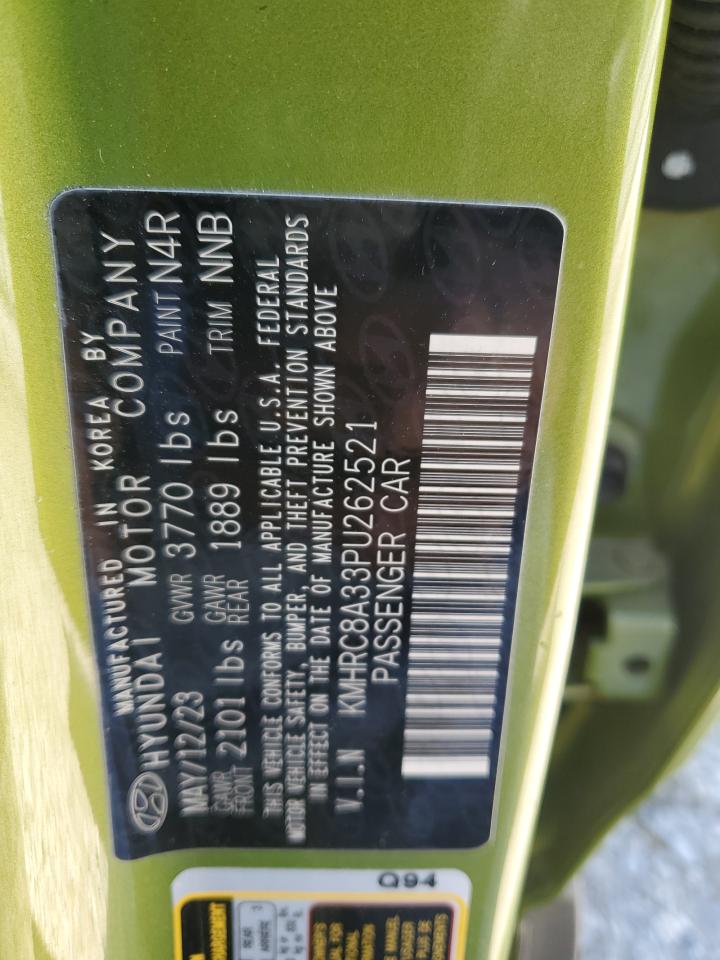 MANUFACTURED IN KOREA BY
HYUNDAI MOTOR COMPANY
MAY/12/23 GVWR 3770 lbs PAINT N4R
GAWR FRONT 2101 lbs GAWR REAR 1889 lbs TRIM NNB
THIS VEHICLE CONFORMS TO ALL APPLICABLE U.S.A. FEDERAL
MOTOR VEHICLE SAFETY, BUMPER, AND THEFT PREVENTION STANDARDS
IN EFFECT ON THE DATE OF MANUFACTURE SHOWN ABOVE
V.I.N KMHRC8A33PU262521
PASSENGER CAR
Q94